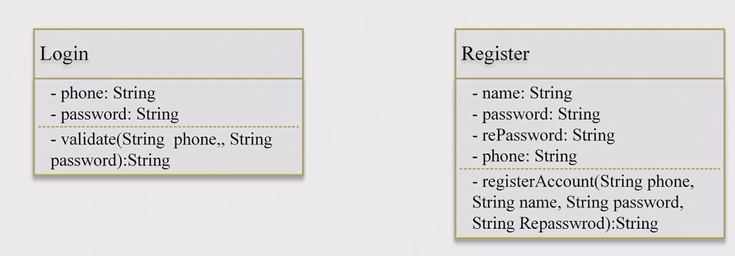 Login
- phone: String
- password: String
- validate(String  phone,, String
password):String
Register
- name: String
- password: String
- rePassword: String
- phone: String
- registerAccount(String phone,
String name, String password,
String Repasswrod):String